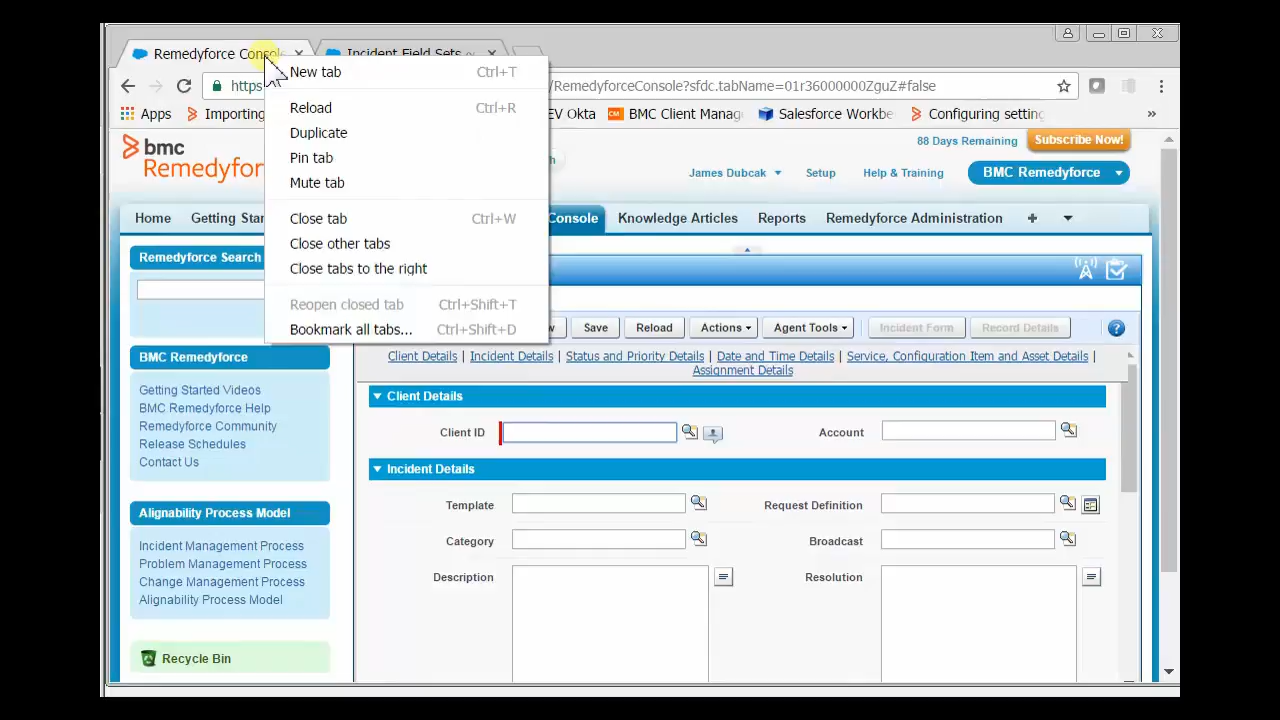 Remedyforce Consol
Incident Field Sets
New tab Ctrl+T
https /RemedyforceConsole?sfdc.tabName=01r36000000ZguZ#false
Reload Ctrl+R
Apps Importing EV Okta CM BMC Client Manag Salesforce Workbe Configuring setting »
Duplicate
Pin tab
Mute tab
Close tab Ctrl+W
Close other tabs
Close tabs to the right
Reopen closed tab Ctrl+Shift+T
Bookmark all tabs... Ctrl+Shift+D
bmc
Remedyfor
88 Days Remaining Subscribe Now!
James Dubcak Setup Help & Training BMC Remedyforce
Home Getting Star Console Knowledge Articles Reports Remedyforce Administration +
Remedyforce Search
w Save Reload Actions Agent Tools Incident Form Record Details ?
Client Details | Incident Details | Status and Priority Details | Date and Time Details | Service, Configuration Item and Asset Details |
Assignment Details
BMC Remedyforce
Getting Started Videos
BMC Remedyforce Help
Remedyforce Community
Release Schedules
Contact Us
Alignability Process Model
Incident Management Process
Problem Management Process
Change Management Process
Alignability Process Model
Recycle Bin
Client Details
Client ID Account
Incident Details
Template Request Definition
Category Broadcast
Description Resolution